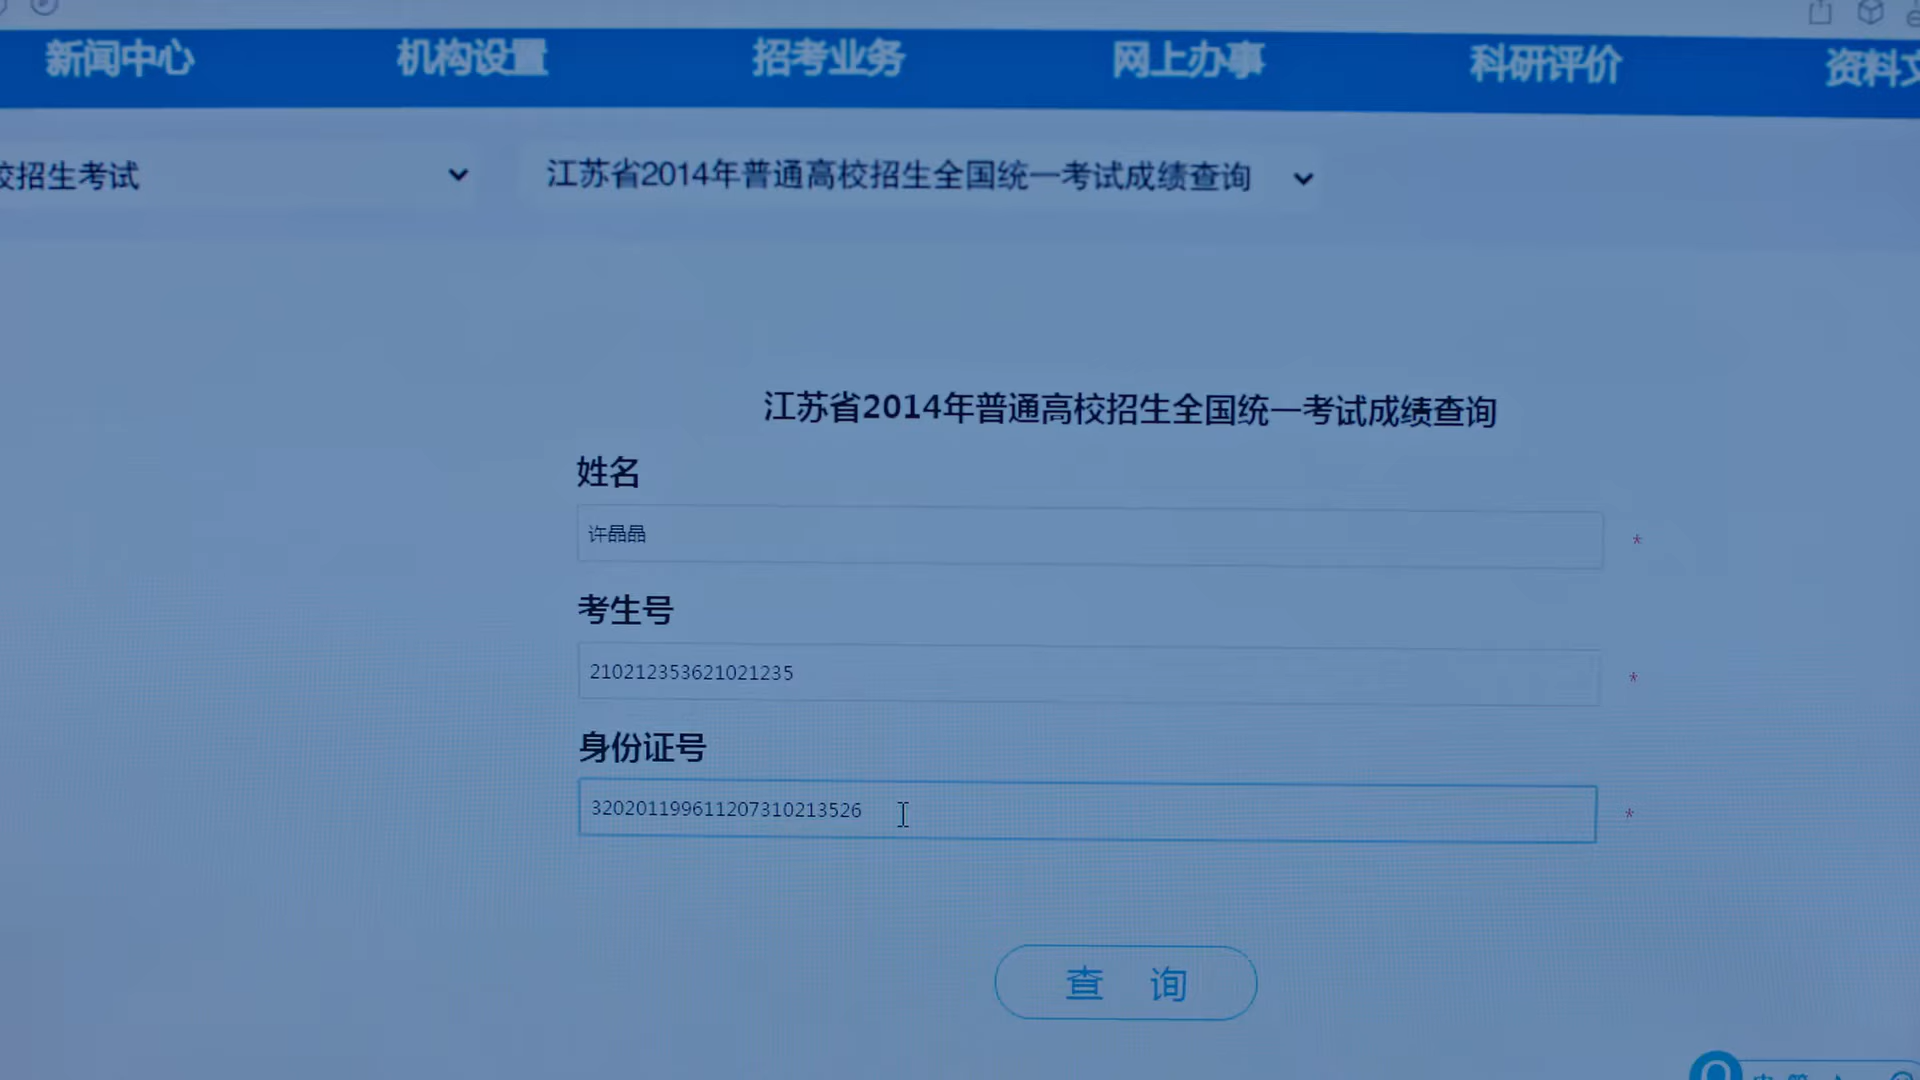 新闻中心 机构设置 招考业务 网上办事 科研评价 资料
校招生考试 江苏省2014年普通高校招生全国统一考试成绩查询
江苏省2014年普通高校招生全国统一考试成绩查询
姓名
许晶晶 *
考生号
210212353621021235 *
身份证号
320201199611207310213526 *
查 询